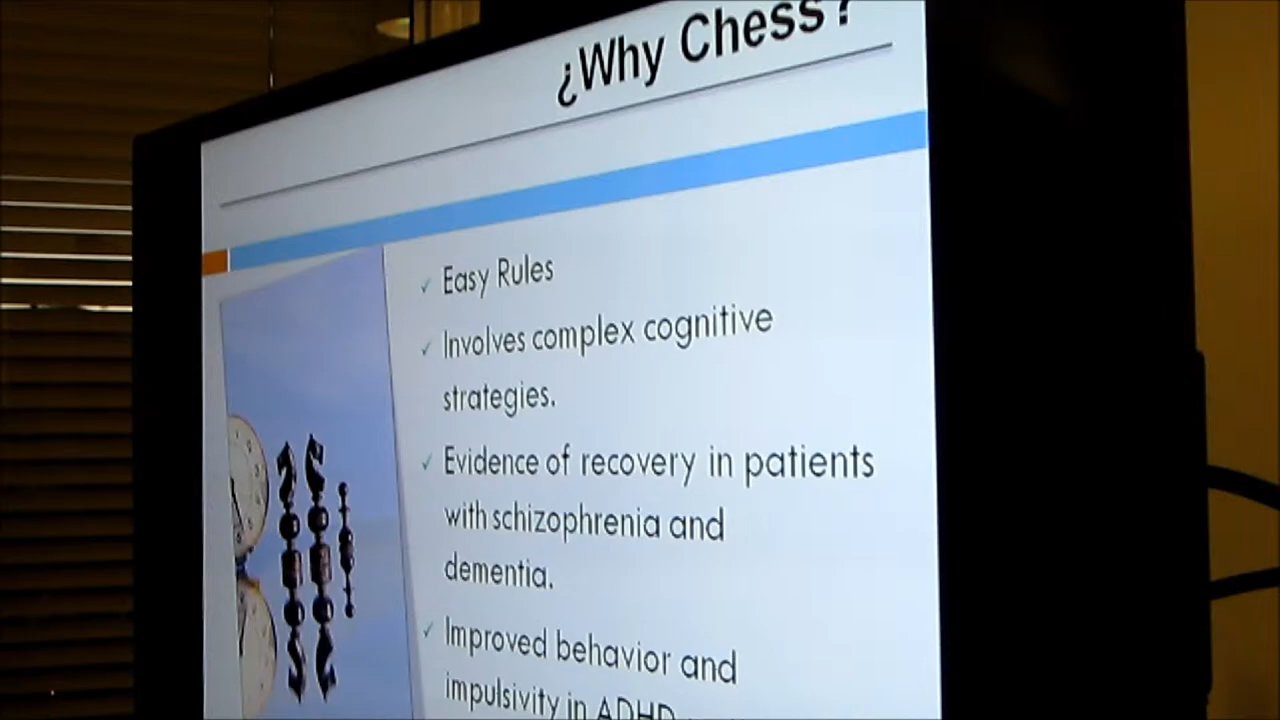 ¿Why Chess?
✓ Easy Rules
✓ Involves complex cognitive
strategies.
✓ Evidence of recovery in patients
with schizophrenia and
dementia.
✓ Improved behavior and
impulsivity in ADHD